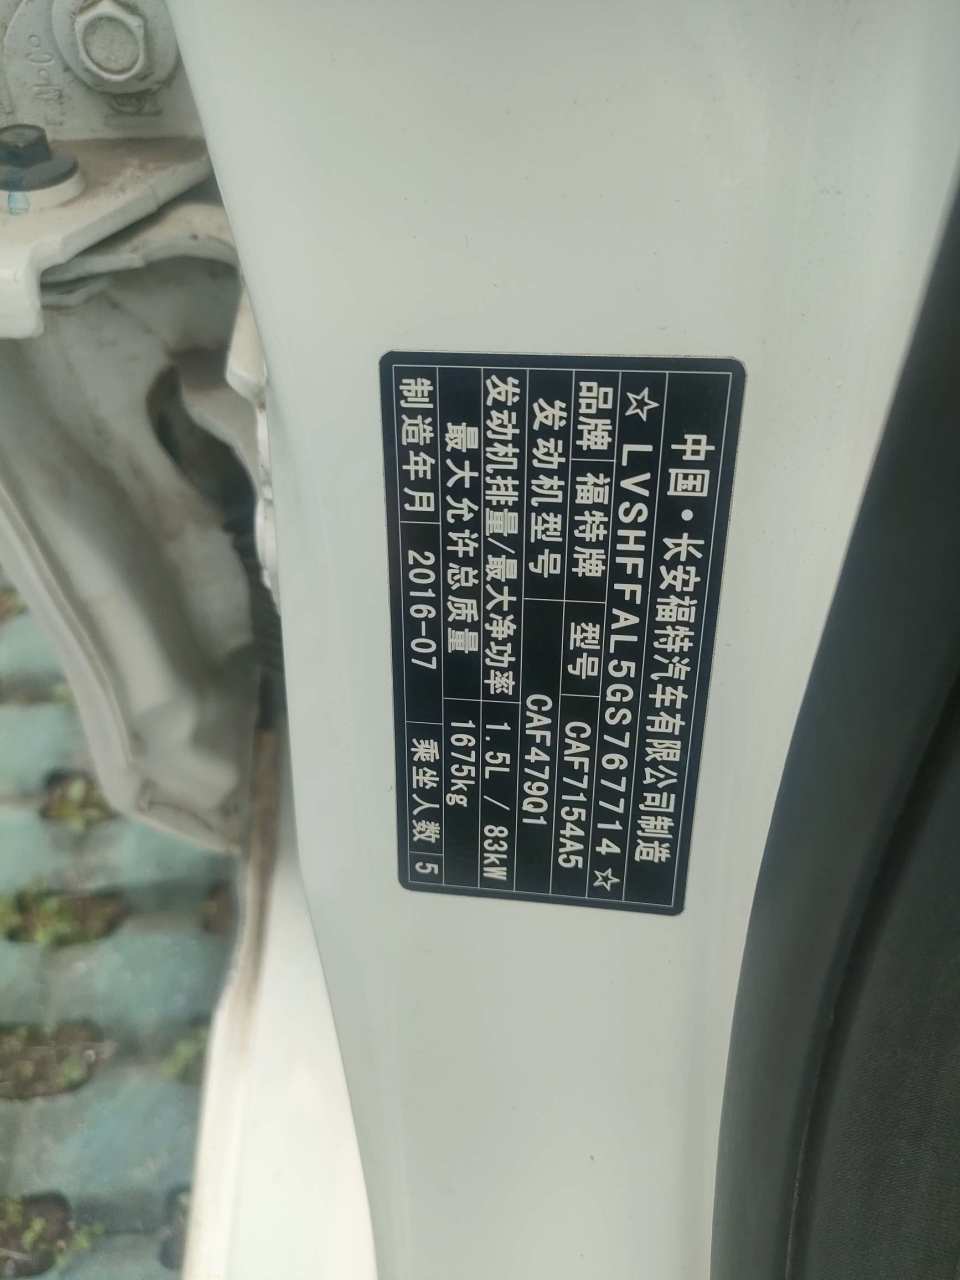 中国·长安福特汽车有限公司制造
☆LVSHFFAL5GS767714☆
品牌 福特牌 型号 CAF7154A5
发动机型号 CAF479Q1
发动机排量/最大净功率 1.5L / 83kW
最大允许总质量 1675kg
制造年月 2016-07 乘坐人数 5